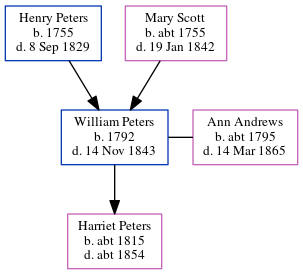 Henry Peters
b. 1755
d. 8 Sep 1829
Mary Scott
b. abt 1755
d. 19 Jan 1842
William Peters
b. 1792
d. 14 Nov 1843
Ann Andrews
b. abt 1795
d. 14 Mar 1865
Harriet Peters
b. abt 1815
d. abt 1854